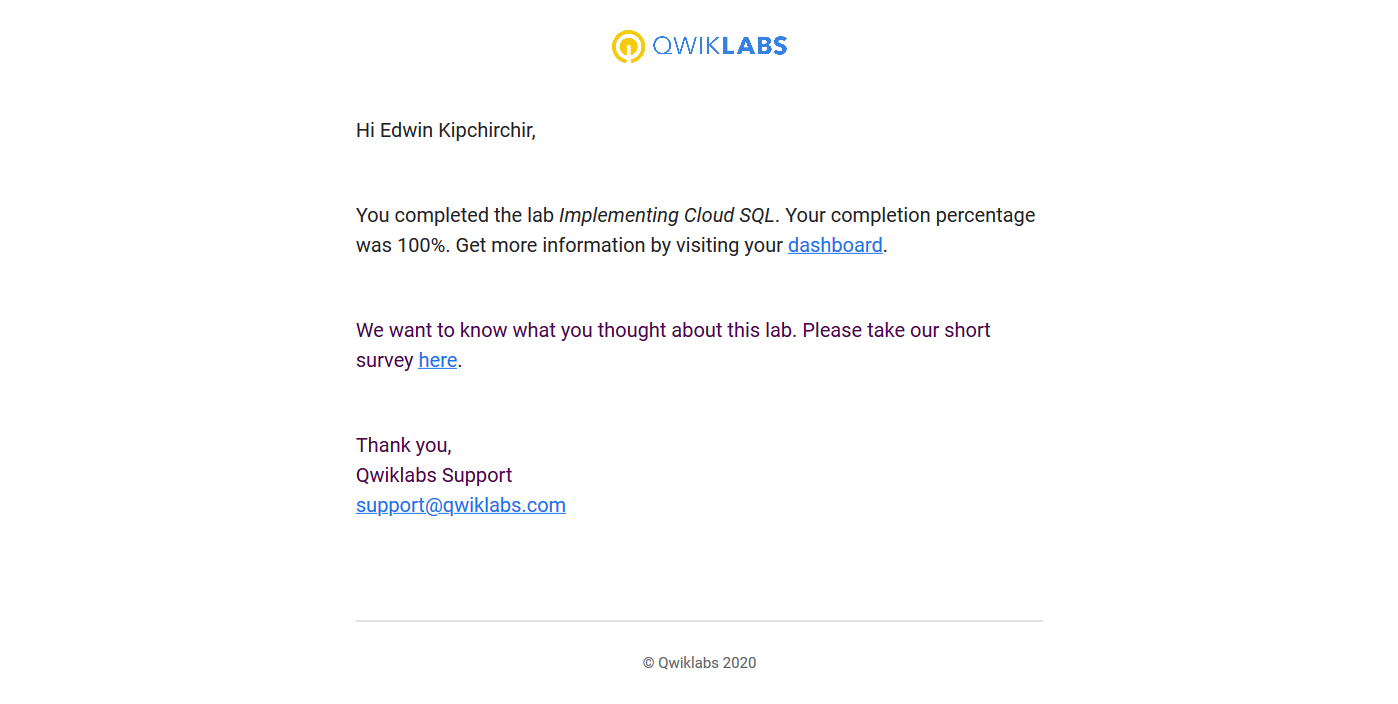 QWIKLABS
Hi Edwin Kipchirchir,
You completed the lab Implementing Cloud SQL. Your completion percentage
was 100%. Get more information by visiting your dashboard.
We want to know what you thought about this lab. Please take our short
survey here.
Thank you,
Qwiklabs Support
support@qwiklabs.com
© Qwiklabs 2020